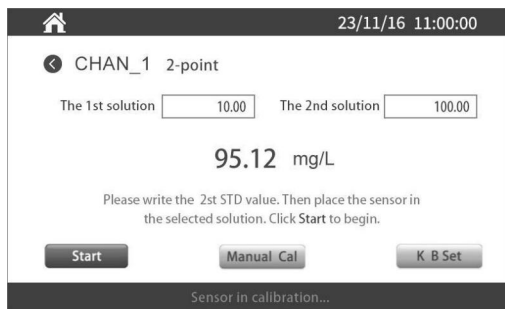 23/11/16 11:00:00
CHAN_1 2-point
The 1st solution 10.00 The 2nd solution 100.00
95.12 mg/L
Please write the 2st STD value. Then place the sensor in
the selected solution. Click Start to begin.
Start Manual Cal K B Set
Sensor in calibration...